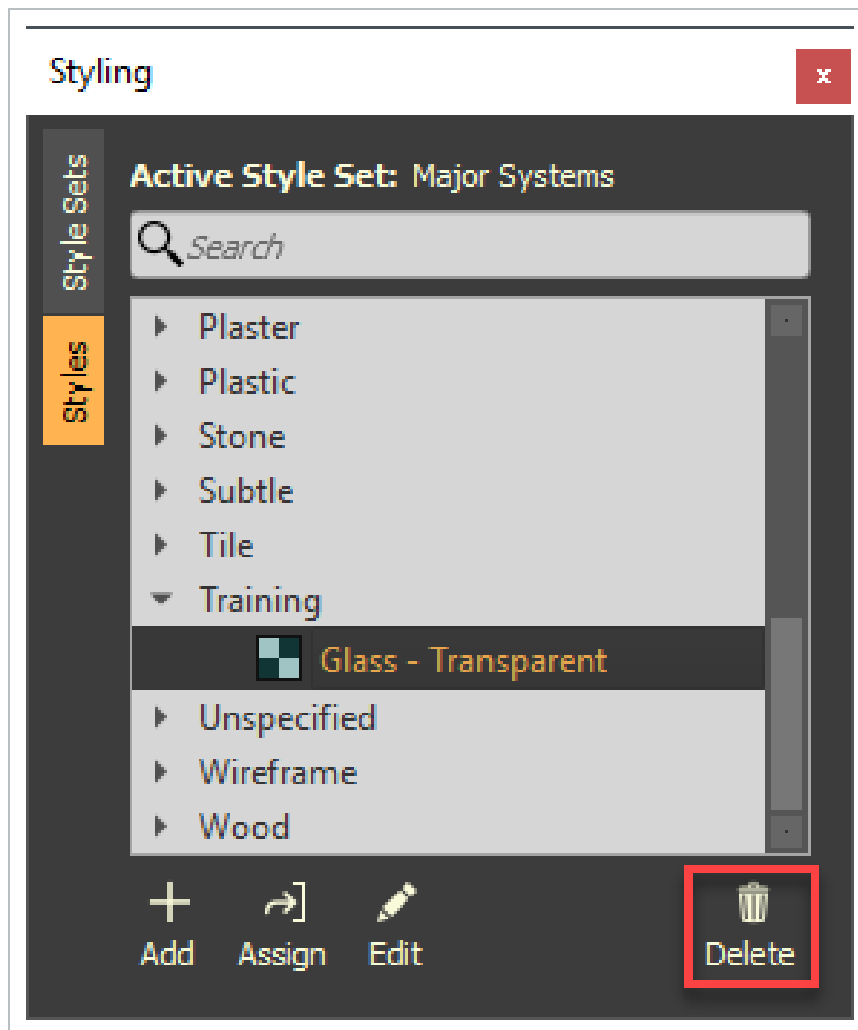 Styling
x
Style Sets
Styles
Active Style Set: Major Systems
Search
Plaster
Plastic
Stone
Subtle
Tile
Training
Glass - Transparent
Unspecified
Wireframe
Wood
Add Assign Edit Delete